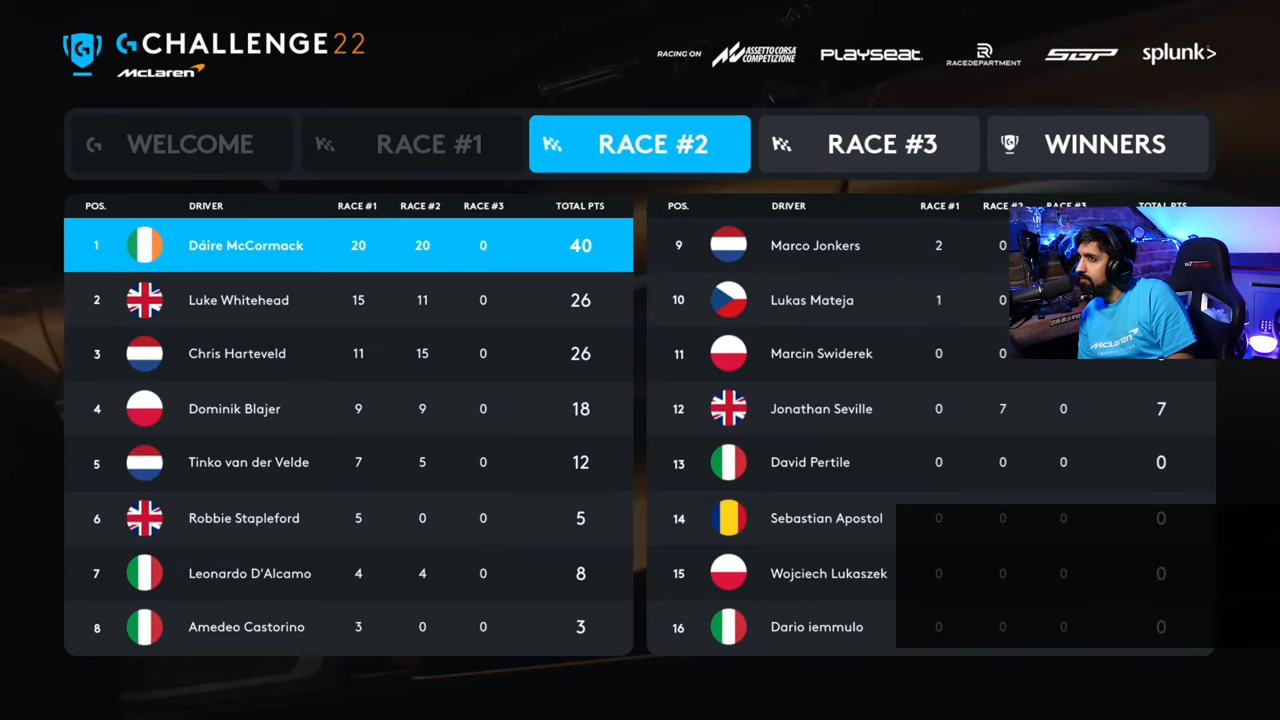 CHALLENGE 22
McLaren
RACING ON
ASSETTO CORSA COMPETIZIONE
PLAYSEAT.
RACEDEPARTMENT
SGP
splunk>
WELCOME
RACE #1
RACE #2
RACE #3
WINNERS
POS. DRIVER RACE #1 RACE #2 RACE #3 TOTAL PTS
1 Dáire McCormack 20 20 0 40
2 Luke Whitehead 15 11 0 26
3 Chris Harteveld 11 15 0 26
4 Dominik Blajer 9 9 0 18
5 Tinko van der Velde 7 5 0 12
6 Robbie Stapleford 5 0 0 5
7 Leonardo D'Alcamo 4 4 0 8
8 Amedeo Castorino 3 0 0 3
POS. DRIVER RACE #1 RACE #2 RACE #3 TOTAL PTS
9 Marco Jonkers 2 0
10 Lukas Mateja 1 0
11 Marcin Swiderek 0 0
12 Jonathan Seville 0 7 0 7
13 David Pertile 0 0 0 0
14 Sebastian Apostol 0 0 0 0
15 Wojciech Lukaszek 0 0 0 0
16 Dario iemmulo 0 0 0 0
McLaren